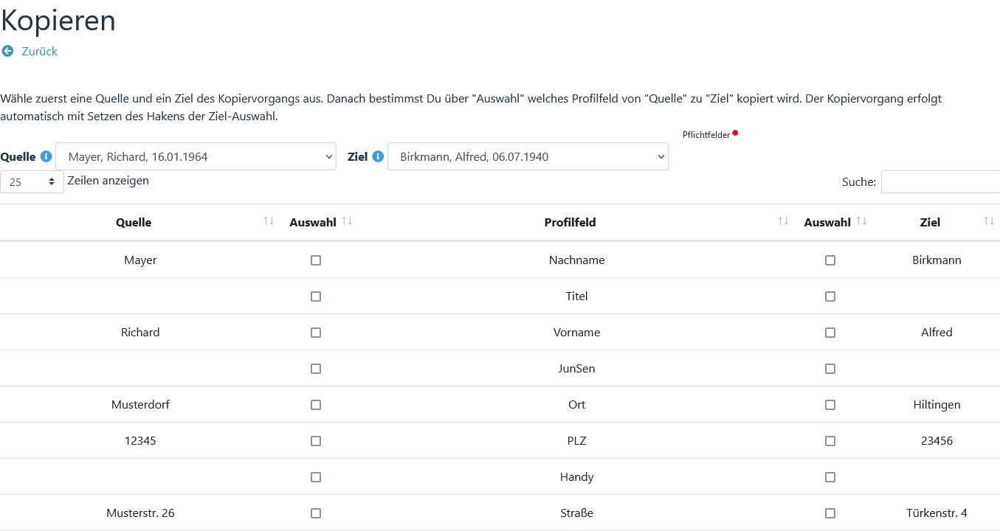 Kopieren
Zurück
Wähle zuerst eine Quelle und ein Ziel des Kopiervorgangs aus. Danach bestimmst Du über "Auswahl" welches Profilfeld von "Quelle" zu "Ziel" kopiert wird. Der Kopiervorgang erfolgt
automatisch mit Setzen des Hakens der Ziel-Auswahl.
Pflichtfelder
Quelle Mayer, Richard, 16.01.1964 Ziel Birkmann, Alfred, 06.07.1940
25 Zeilen anzeigen Suche:
Quelle Auswahl Profilfeld Auswahl Ziel
Mayer Nachname Birkmann
Titel
Richard Vorname Alfred
JunSen
Musterdorf Ort Hiltingen
12345 PLZ 23456
Handy
Musterstr. 26 Straße Türkenstr. 4